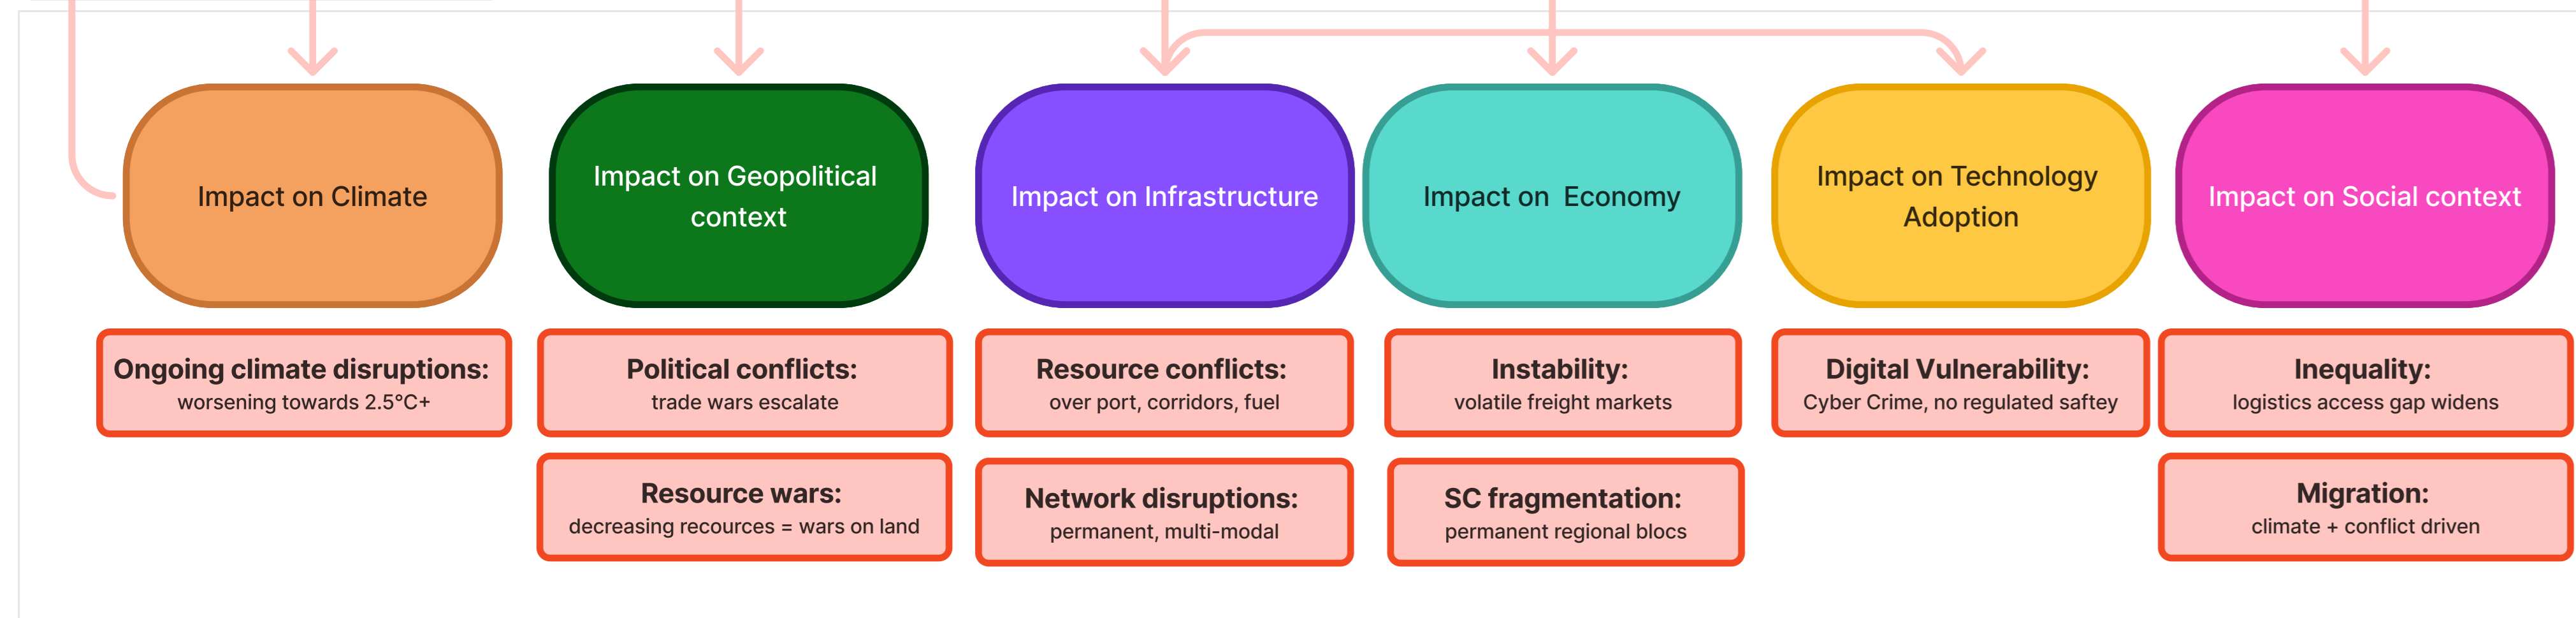 Impact on Climate
Impact on Geopolitical
context
Impact on Infrastructure
Impact on  Economy
Impact on Technology
Adoption
Impact on Social context
Ongoing climate disruptions:
worsening towards 2.5°C+
Political conflicts:
trade wars escalate
Resource conflicts:
over port, corridors, fuel
Instability:
volatile freight markets
Digital Vulnerability:
Cyber Crime, no regulated saftey
Inequality:
logistics access gap widens
Resource wars:
decreasing recources = wars on land
Network disruptions:
permanent, multi-modal
SC fragmentation:
permanent regional blocs
Migration:
climate + conflict driven